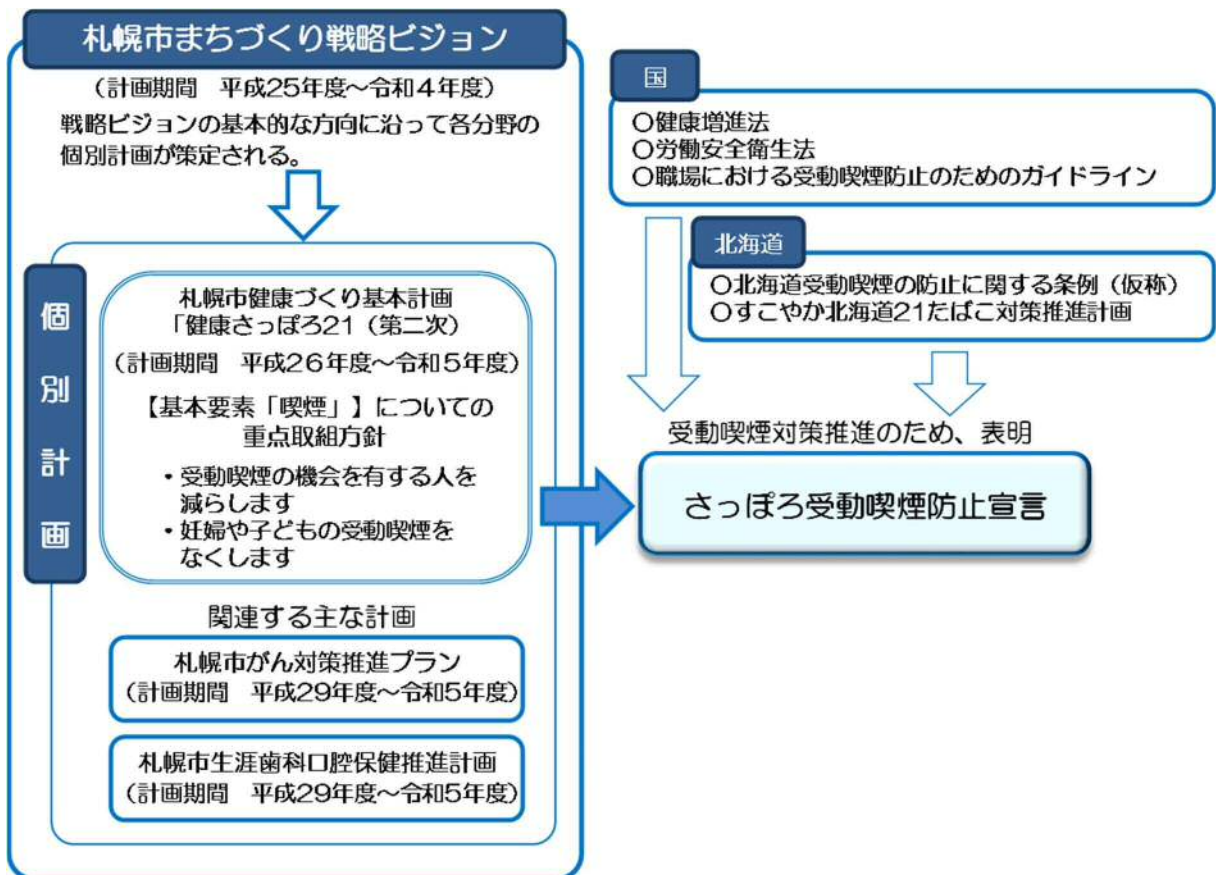 札幌市まちづくり戦略ビジョン
（計画期間　平成25年度～令和４年度）
戦略ビジョンの基本的な方向に沿って各分野の
個別計画が策定される。
個別計画
札幌市健康づくり基本計画
「健康さっぽろ21（第二次）
（計画期間　平成２６年度～令和５年度）
【基本要素「喫煙」】についての
重点取組方針
・受動喫煙の機会を有する人を
減らします
・妊婦や子どもの受動喫煙を
なくします
関連する主な計画
札幌市がん対策推進プラン
（計画期間　平成29年度～令和5年度）
札幌市生涯歯科口腔保健推進計画
（計画期間　平成29年度～令和5年度）
国
○健康増進法
○労働安全衛生法
○職場における受動喫煙防止のためのガイドライン
北海道
○北海道受動喫煙の防止に関する条例（仮称）
○すこやか北海道21たばこ対策推進計画
受動喫煙対策推進のため、表明
さっぽろ受動喫煙防止宣言